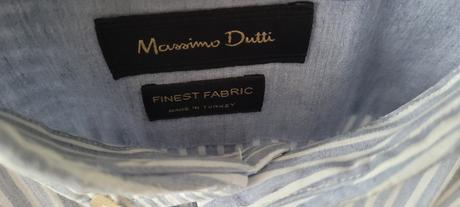 Massimo Dutti
FINEST FABRIC
MADE IN TURKEY